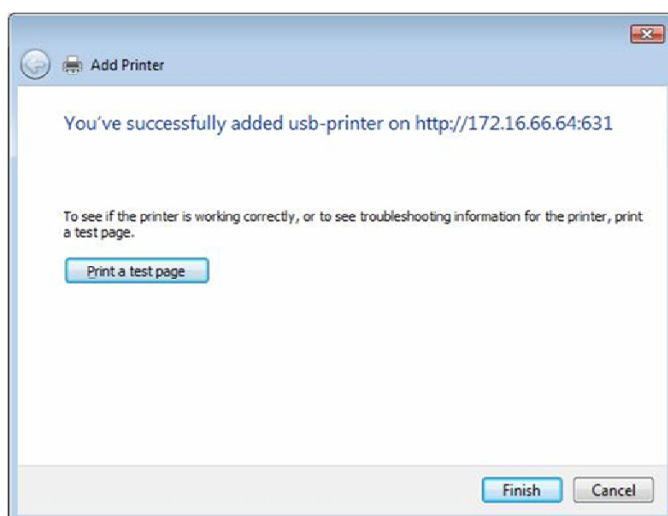 Add Printer
You've successfully added usb-printer on http://172.16.66.64:631
To see if the printer is working correctly, or to see troubleshooting information for the printer, print
a test page.
Print a test page
Finish Cancel